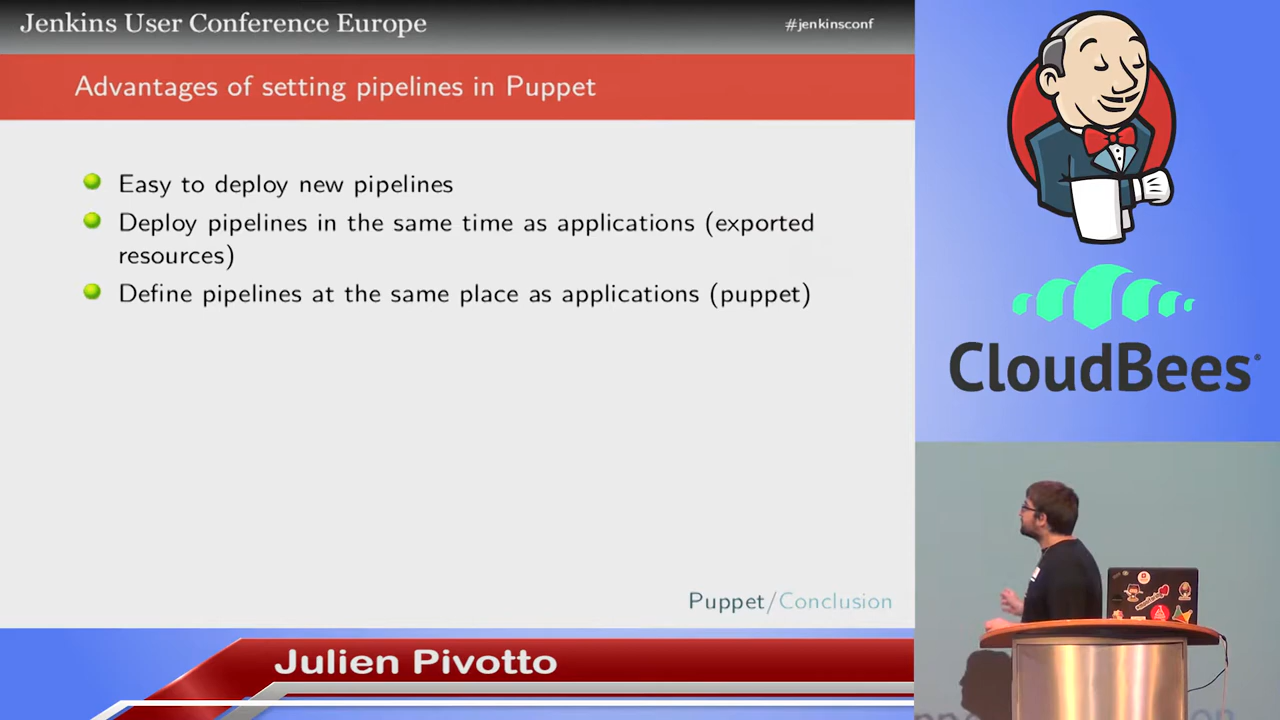 Jenkins User Conference Europe
#jenkinsconf
Advantages of setting pipelines in Puppet
Easy to deploy new pipelines
Deploy pipelines in the same time as applications (exported
resources)
Define pipelines at the same place as applications (puppet)
Puppet/Conclusion
Julien Pivotto
CloudBees